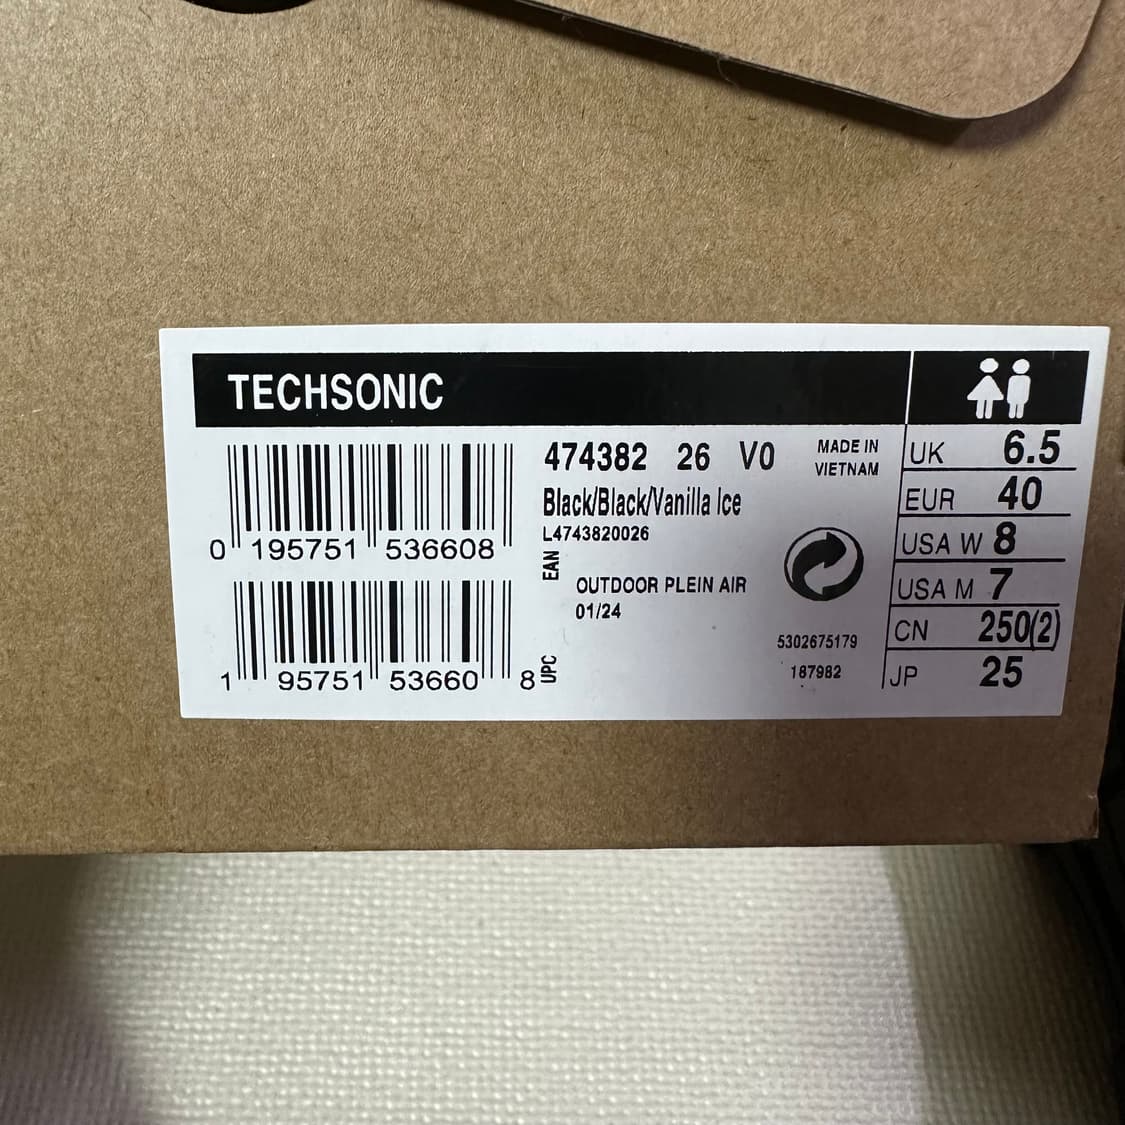 TECHSONIC
474382 26 V0
MADE IN
VIETNAM
Black/Black/Vanilla Ice
L4743820026
0 195751 536608
EAN
OUTDOOR PLEIN AIR
01/24
1 95751 53660 8
UPC
5302675179
187982
UK 6.5
EUR 40
USA W 8
USA M 7
CN 250(2)
JP 25